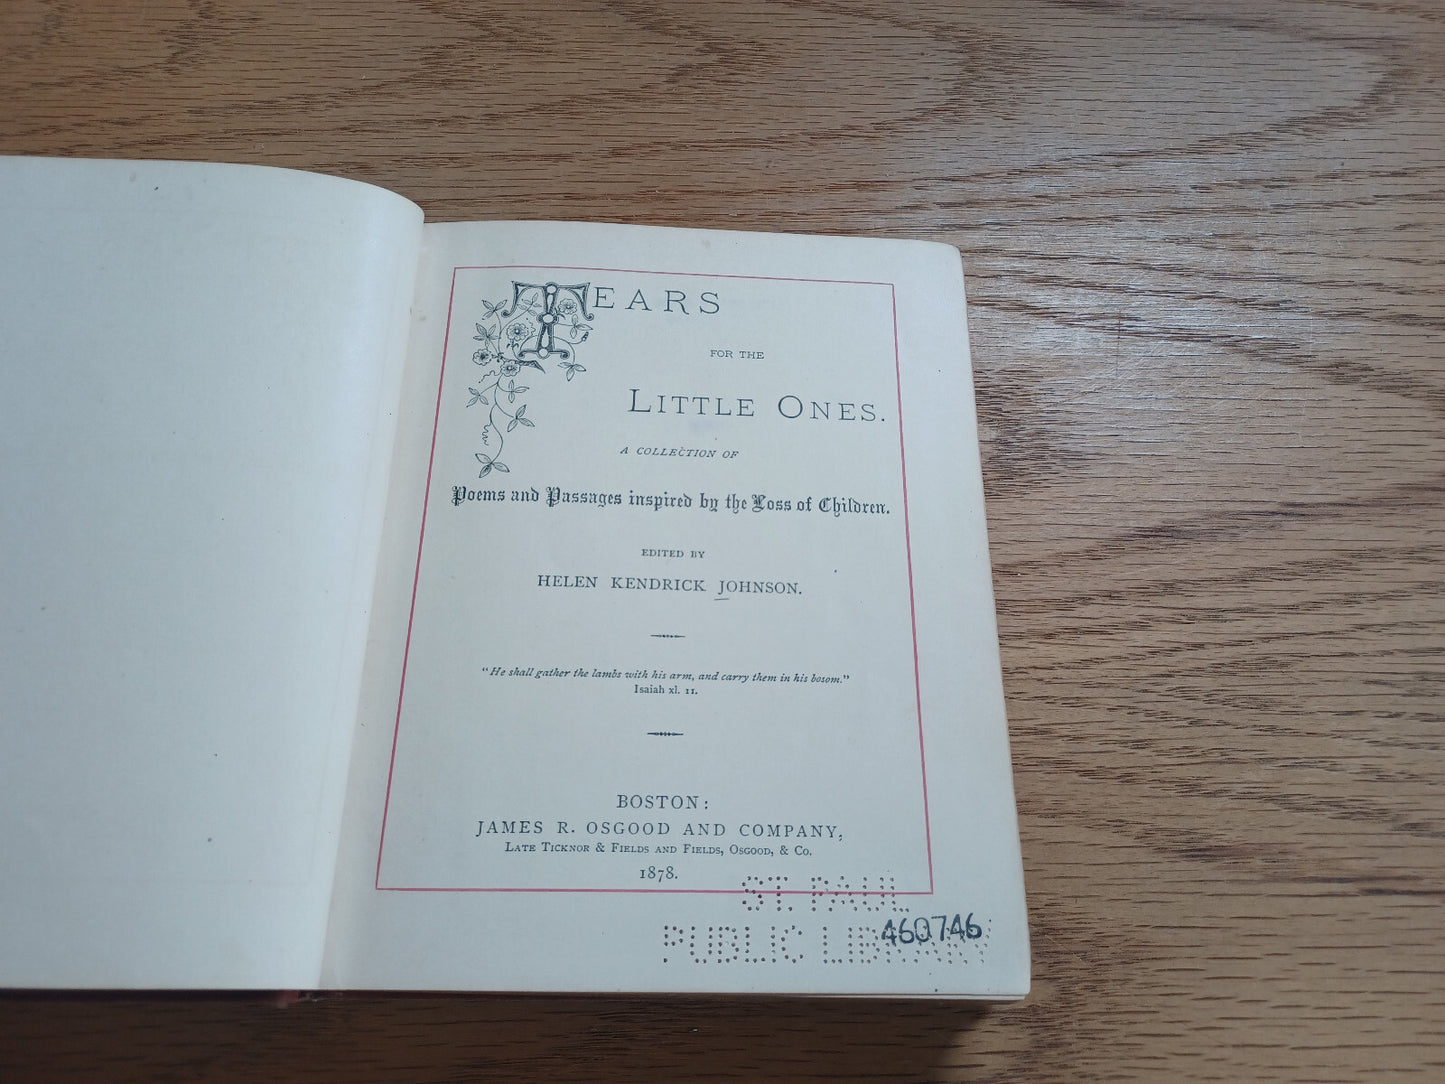 TEARS
FOR THE
LITTLE ONES.
A COLLECTION OF
Poems and Passages inspired by the Loss of Children.
EDITED BY
HELEN KENDRICK JOHNSON.
"He shall gather the lambs with his arm, and carry them in his bosom."
Isaiah xl. 11.
BOSTON:
JAMES R. OSGOOD AND COMPANY,
LATE TICKNOR & FIELDS AND FIELDS, OSGOOD, & CO.
1878.
ST. PAUL
PUBLIC LIBRARY
460746